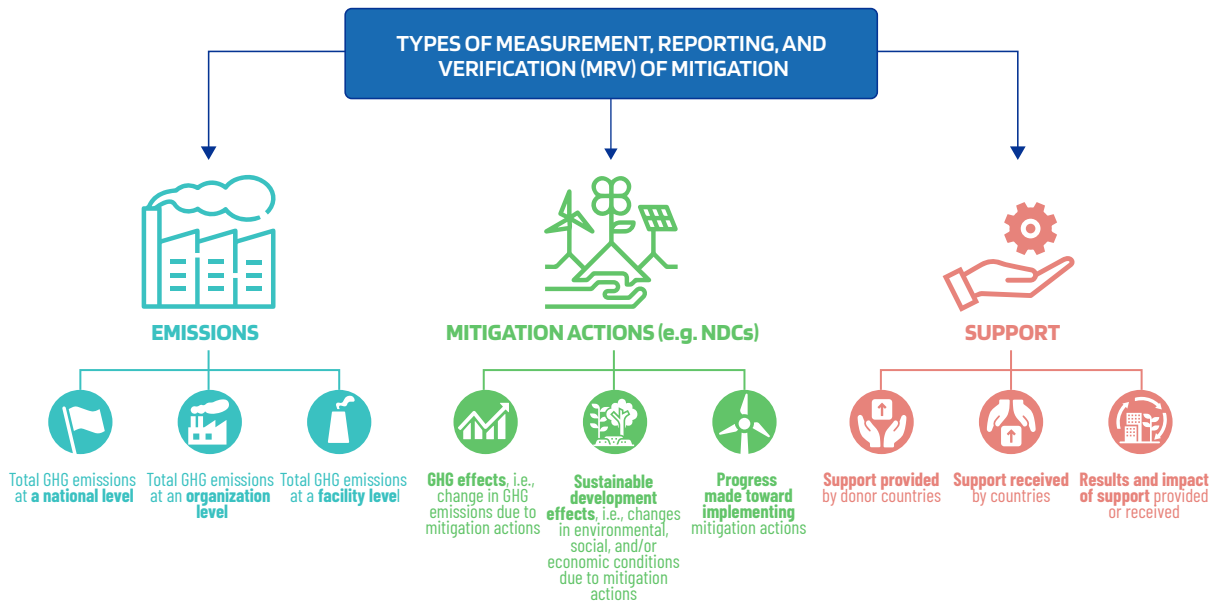 TYPES OF MEASUREMENT, REPORTING, AND
VERIFICATION (MRV) OF MITIGATION
EMISSIONS
Total GHG emissions
at a national level
Total GHG emissions
at an organization
level
Total GHG emissions
at a facility level
MITIGATION ACTIONS (e.g. NDCs)
GHG effects, i.e.,
change in GHG
emissions due to
mitigation actions
Sustainable
development
effects, i.e., changes
in environmental,
social, and/or
economic conditions
due to mitigation
actions
Progress
made toward
implementing
mitigation actions
SUPPORT
Support provided
by donor countries
Support received
by countries
Results and impact
of support provided
or received